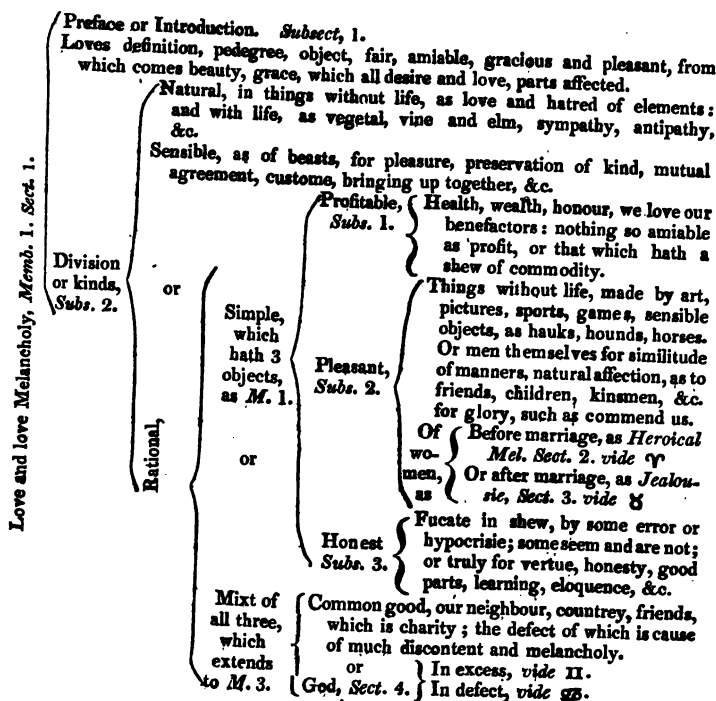 Love and love Melancholy, Memb. 1. Sect. 1.
Preface or Introduction. Subsect, 1.
Loves definition, pedegree, object, fair, amiable, gracious and pleasant, from
which comes beauty, grace, which all desire and love, parts affected.
Division
or kinds,
Subs. 2.
Natural, in things without life, as love and hatred of elements:
and with life, as vegetal, vine and elm, sympathy, antipathy,
&c.
Sensible, as of beasts, for pleasure, preservation of kind, mutual
agreement, custome, bringing up together, &c.
or
Rational,
Simple,
which
hath 3
objects,
as M. 1.
Profitable,
Subs. 1.
Health, wealth, honour, we love our
benefactors: nothing so amiable
as profit, or that which hath a
shew of commodity.
Pleasant,
Subs. 2.
Things without life, made by art,
pictures, sports, games, sensible
objects, as hauks, hounds, horses.
Or men themselves for similitude
of manners, natural affection, as to
friends, children, kinsmen, &c.
for glory, such as commend us.
Of
wo-
men,
as
Before marriage, as Heroical
Mel. Sect. 2. vide ♈
Or after marriage, as Jealou-
sie, Sect. 3. vide ♉
Honest
Subs. 3.
Fucate in shew, by some error or
hypocrisie; some seem and are not;
or truly for vertue, honesty, good
parts, learning, eloquence, &c.
or
Mixt of
all three,
which
extends
to M. 3.
Common good, our neighbour, countrey, friends,
which is charity; the defect of which is cause
of much discontent and melancholy.
or
God, Sect. 4.
In excess, vide ♊.
In defect, vide ♋.